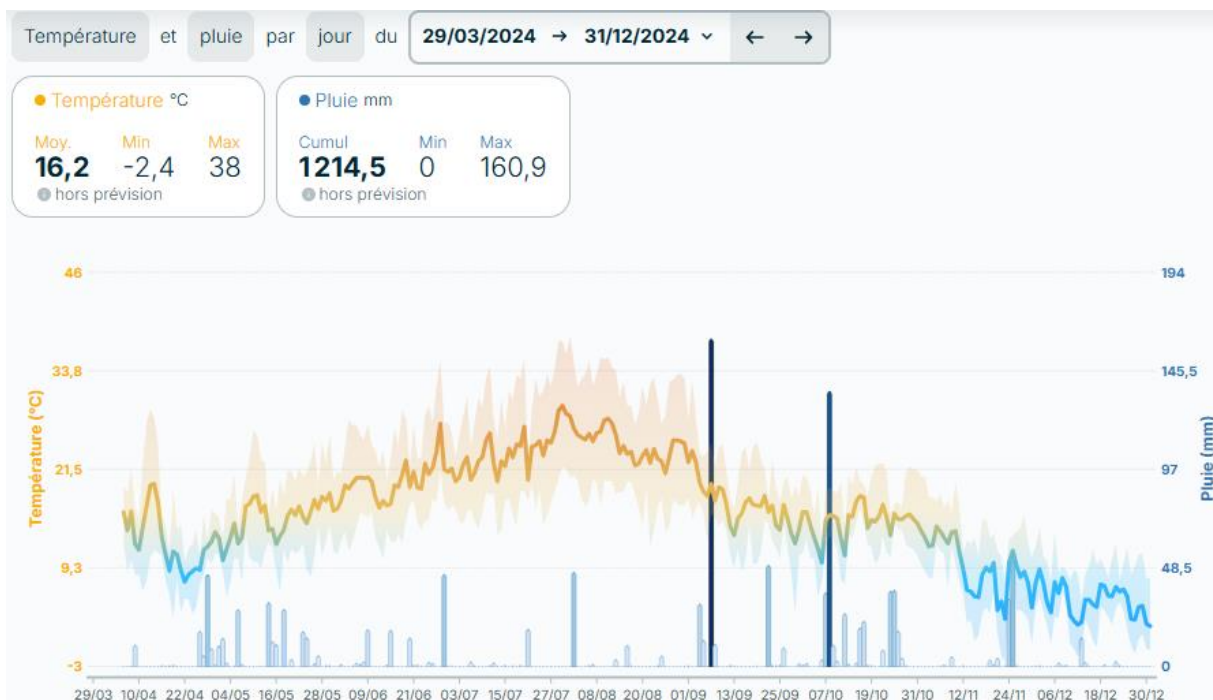 Température et pluie par jour du 29/03/2024 → 31/12/2024 ← →
Température °C
Moy. Min Max
16,2 -2,4 38
hors prévision
Pluie mm
Cumul Min Max
1214,5 0 160,9
hors prévision
46
33,8
21,5
9,3
-3
Température (°C)
194
145,5
97
48,5
0
Pluie (mm)
29/03 10/04 22/04 04/05 16/05 28/05 09/06 21/06 03/07 15/07 27/07 08/08 20/08 01/09 13/09 25/09 07/10 19/10 31/10 12/11 24/11 06/12 18/12 30/12